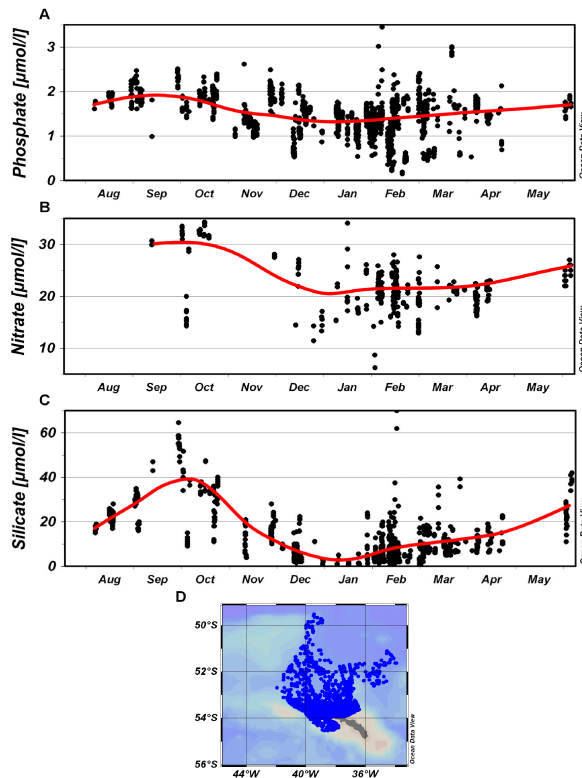 A
Phosphate [µmol/l]
3
2
1
0
Aug Sep Oct Nov Dec Jan Feb Mar Apr May
Ocean Data View
B
Nitrate [µmol/l]
30
20
10
Aug Sep Oct Nov Dec Jan Feb Mar Apr May
Ocean Data View
C
Silicate [µmol/l]
60
40
20
0
Aug Sep Oct Nov Dec Jan Feb Mar Apr May
D
50°S
52°S
54°S
56°S
44°W 40°W 36°W
Ocean Data View